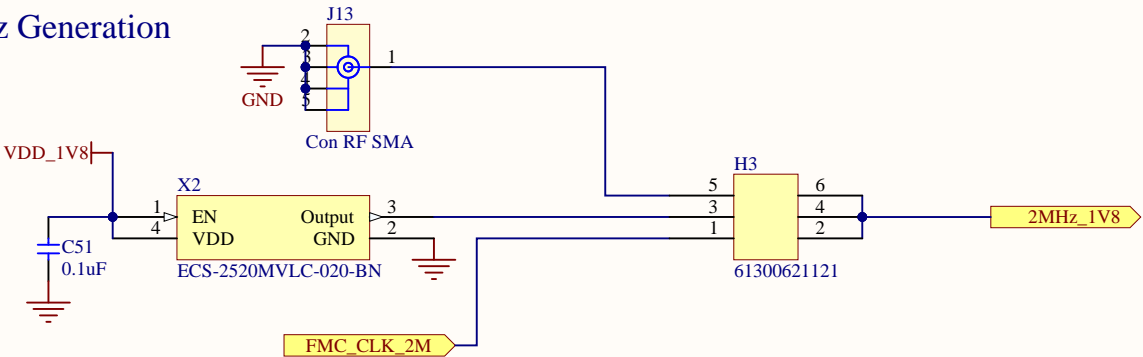 z Generation
J13
2
3
4
5
1
GND
Con RF SMA
VDD_1V8
X2
1
EN
Output
3
4
VDD
GND
2
ECS-2520MVLC-020-BN
C51
0.1uF
H3
5
6
3
4
1
2
61300621121
2MHz_1V8
FMC_CLK_2M